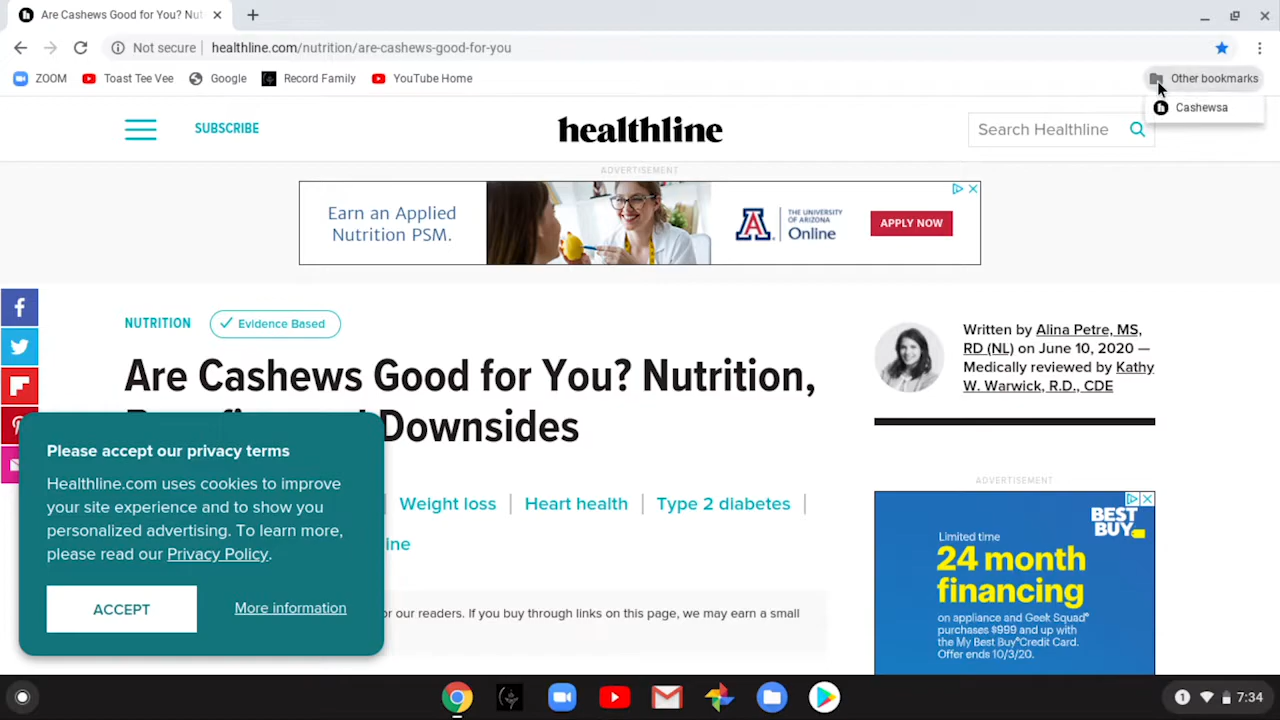 Are Cashews Good for You? Nut
Not secure
healthline.com/nutrition/are-cashews-good-for-you
ZOOM
Toast Tee Vee
Google
Record Family
YouTube Home
Other bookmarks
Cashewsa
SUBSCRIBE
healthline
Search Healthline
ADVERTISEMENT
Earn an Applied
Nutrition PSM.
THE UNIVERSITY
OF ARIZONA
Online
APPLY NOW
NUTRITION
Evidence Based
Are Cashews Good for You? Nutrition,
Downsides
Written by Alina Petre, MS,
RD (NL) on June 10, 2020 —
Medically reviewed by Kathy
W. Warwick, R.D., CDE
Weight loss
Heart health
Type 2 diabetes
ine
or our readers. If you buy through links on this page, we may earn a small
Please accept our privacy terms
Healthline.com uses cookies to improve
your site experience and to show you
personalized advertising. To learn more,
please read our Privacy Policy.
ACCEPT
More information
ADVERTISEMENT
BEST
BUY
Limited time
24 month
financing
on appliance and Geek Squad®
purchases $999 and up with
the My Best Buy® Credit Card.
Offer ends 10/3/20.
1
7:34